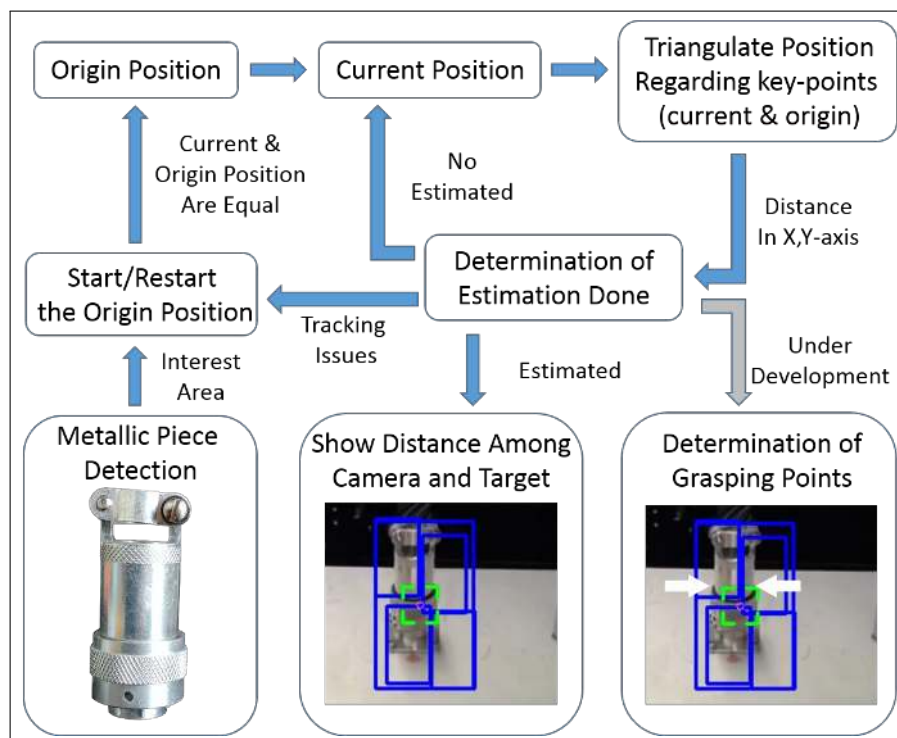 Origin Position
Current Position
Triangulate Position
Regarding key-points
(current & origin)
Current &
Origin Position
Are Equal
No
Estimated
Distance
In X,Y-axis
Start/Restart
the Origin Position
Determination of
Estimation Done
Tracking
Issues
Interest
Area
Estimated
Under
Development
Metallic Piece
Detection
Show Distance Among
Camera and Target
Determination of
Grasping Points